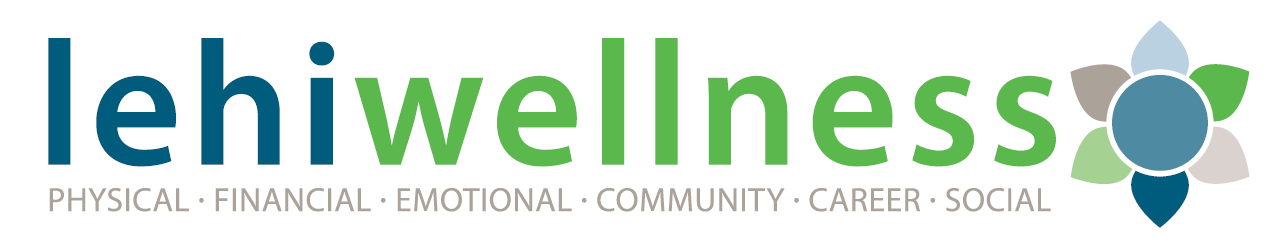 lehiwellness
PHYSICAL · FINANCIAL · EMOTIONAL · COMMUNITY · CAREER · SOCIAL